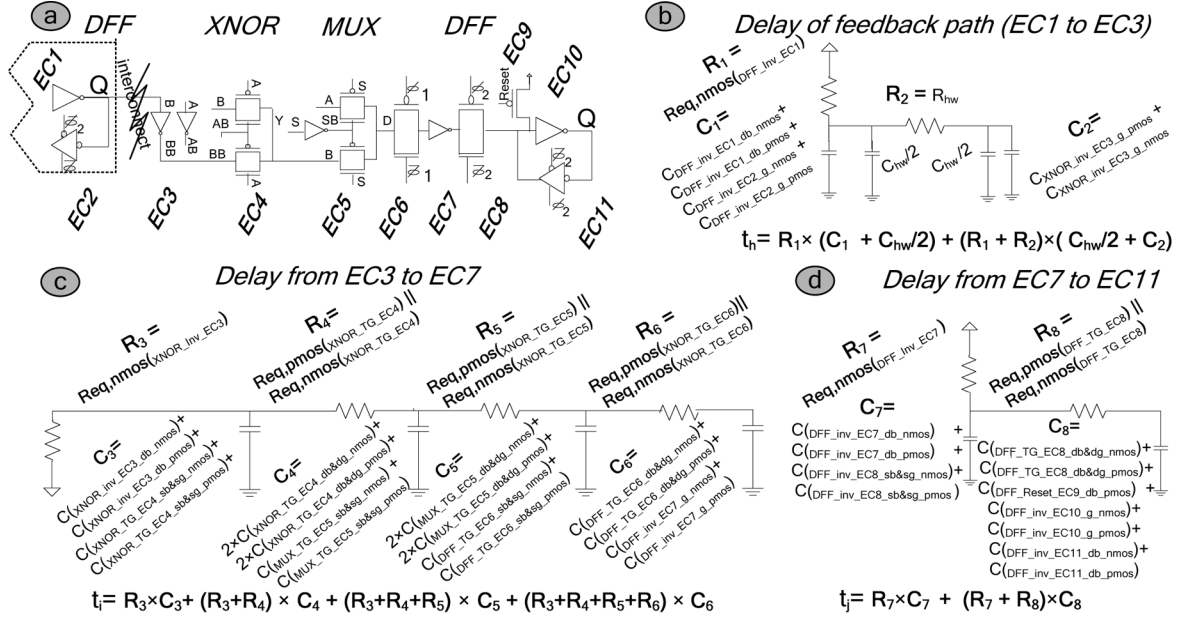 a
DFF
XNOR
MUX
DFF
EC9
EC10
EC1
Q
interconnect
2
2
EC2
B
A
BB
AB
EC3
A
B
AB
BB
Y
A
EC4
S
A
S
SB
B
S
EC5
D
1
1
EC6
EC7
2
2
EC8
Reset
Q
2
2
EC11
b
Delay of feedback path (EC1 to EC3)
R1 =
Req,nmos(DFF_Inv_EC1)
C1=
CDFF_inv_EC1_db_nmos +
CDFF_inv_EC1_db_pmos +
CDFF_inv_EC2_g_nmos +
CDFF_inv_EC2_g_pmos
R2 = Rhw
Chw/2
Chw/2
C2=
CXNOR_inv_EC3_g_pmos +
CXNOR_inv_EC3_g_nmos
th= R1× (C1 + Chw/2) + (R1 + R2)×( Chw/2 + C2)
c
Delay from EC3 to EC7
R3 =
Req,nmos(XNOR_Inv_EC3)
R4=
Req,pmos(XNOR_TG_EC4) ||
Req,nmos(XNOR_TG_EC4)
R5 =
Req,pmos(XNOR_TG_EC5) ||
Req,nmos(XNOR_TG_EC5)
R6 =
Req,pmos(XNOR_TG_EC6)||
Req,nmos(XNOR_TG_EC6)
C3=
C(XNOR_inv_EC3_db_nmos)+
C(XNOR_inv_EC3_db_pmos)+
C(XNOR_TG_EC4_sb&sg_nmos)+
C(XNOR_TG_EC4_sb&sg_pmos)
C4=
2×C(XNOR_TG_EC4_db&dg_nmos)+
2×C(XNOR_TG_EC4_db&dg_pmos)+
C(MUX_TG_EC5_sb&sg_nmos)+
C(MUX_TG_EC5_sb&sg_pmos)
C5=
2×C(MUX_TG_EC5_db&dg_nmos)+
2×C(MUX_TG_EC5_db&dg_pmos)+
C(DFF_TG_EC6_sb&sg_nmos)+
C(DFF_TG_EC6_sb&sg_pmos)
C6=
C(DFF_TG_EC6_db&dg_nmos)+
C(DFF_TG_EC6_db&dg_pmos)+
C(DFF_inv_EC7_g_nmos)+
C(DFF_inv_EC7_g_pmos)
ti= R3×C3+ (R3+R4) × C4 + (R3+R4+R5) × C5 + (R3+R4+R5+R6) × C6
d
Delay from EC7 to EC11
R7 =
Req,nmos(DFF_Inv_EC7)
R8 =
Req,pmos(DFF_TG_EC8) ||
Req,nmos(DFF_TG_EC8)
C7=
C(DFF_inv_EC7_db_nmos) +
C(DFF_inv_EC7_db_pmos) +
C(DFF_inv_EC8_sb&sg_nmos)+
C(DFF_inv_EC8_sb&sg_pmos)
C8=
C(DFF_TG_EC8_db&dg_nmos)+
C(DFF_TG_EC8_db&dg_pmos)+
C(DFF_Reset_EC9_db_pmos) +
C(DFF_inv_EC10_g_nmos)+
C(DFF_inv_EC10_g_pmos)+
C(DFF_inv_EC11_db_nmos)+
C(DFF_inv_EC11_db_pmos)
tj= R7×C7 + (R7 + R8)×C8